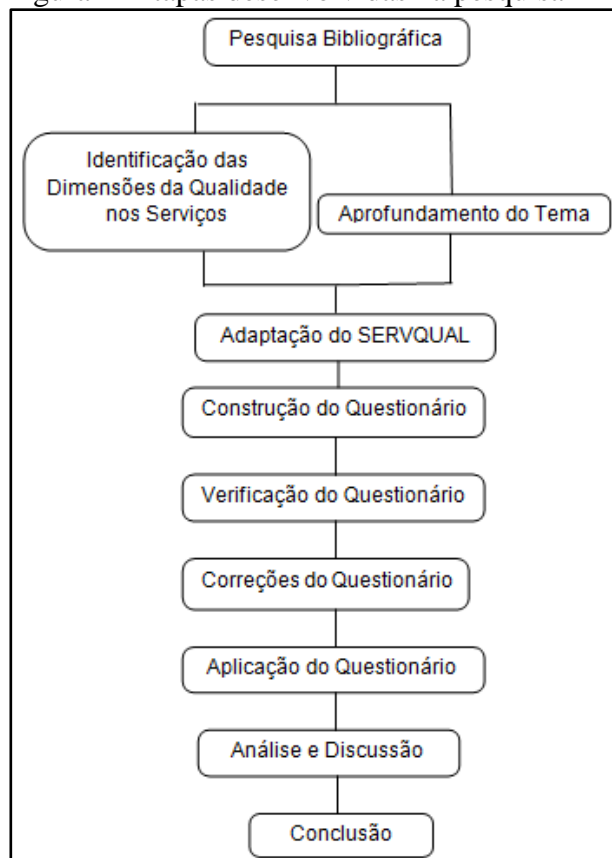 Pesquisa Bibliográfica
Identificação das
Dimensões da Qualidade
nos Serviços
Aprofundamento do Tema
Adaptação do SERVQUAL
Construção do Questionário
Verificação do Questionário
Correções do Questionário
Aplicação do Questionário
Análise e Discussão
Conclusão